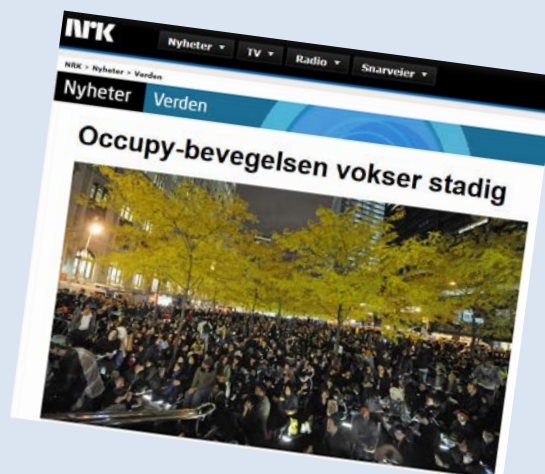 NRK
Nyheter TV Radio Snarveier
NRK > Nyheter > Verden
Nyheter Verden
Occupy-bevegelsen vokser stadig